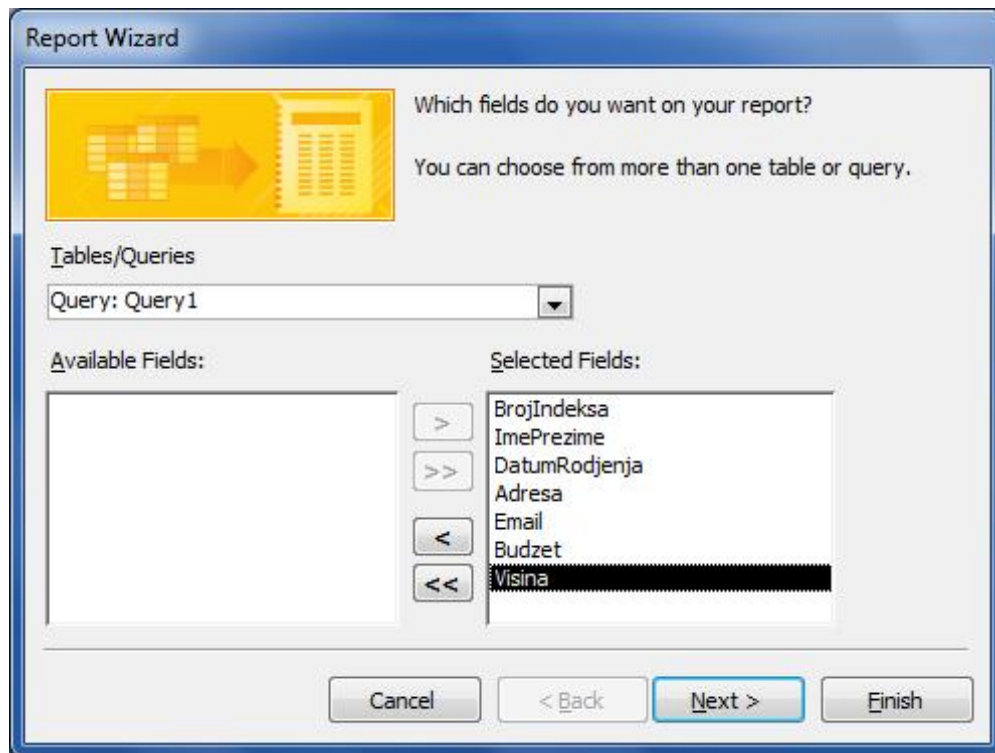 Report Wizard
Which fields do you want on your report?
You can choose from more than one table or query.
Tables/Queries
Query: Query1
Available Fields:
Selected Fields:
>
>>
<
<<
BrojIndeksa
ImePrezime
DatumRodjenja
Adresa
Email
Budzet
Visina
Cancel
< Back
Next >
Finish